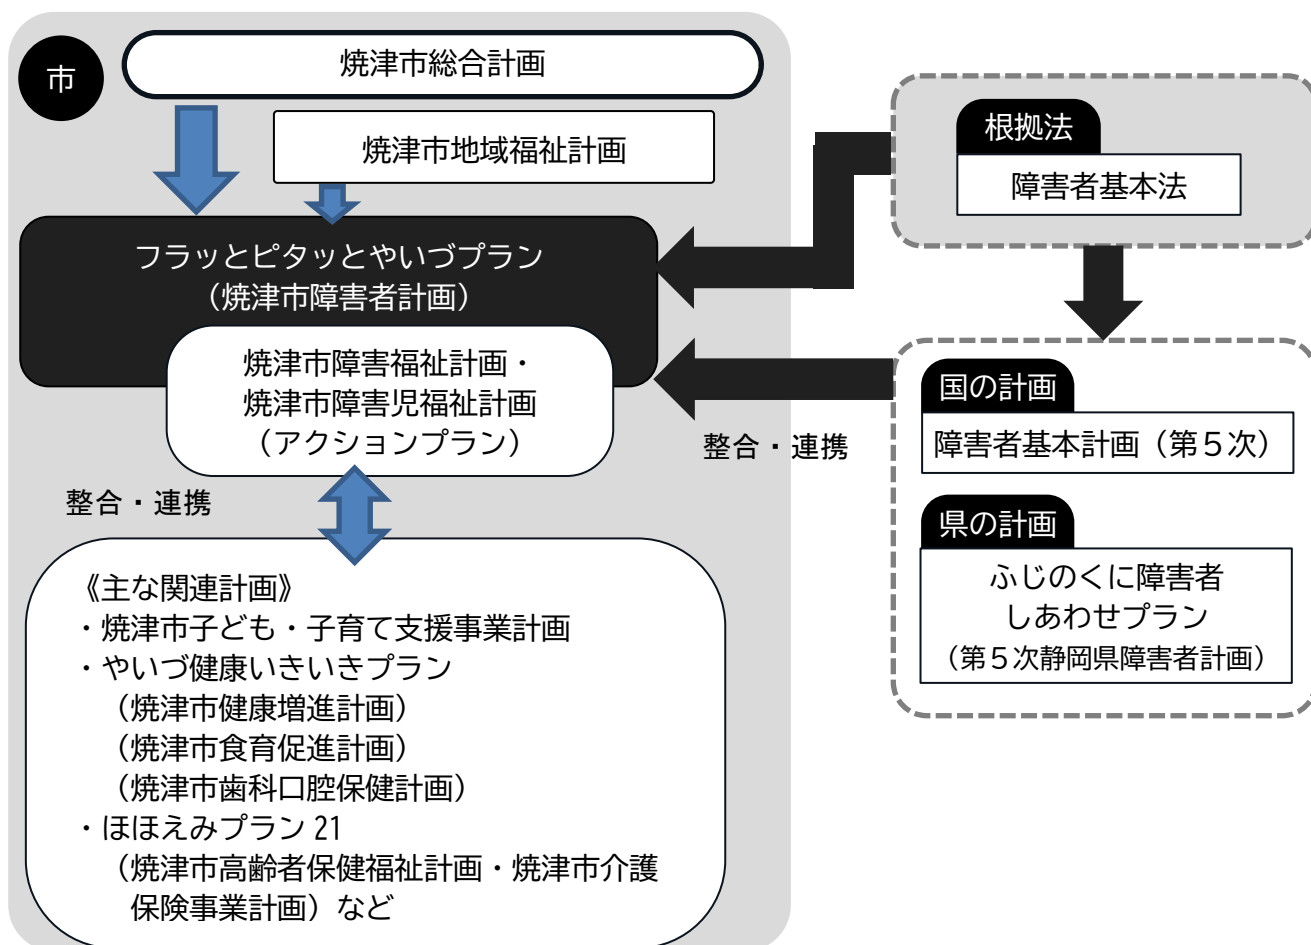 市
焼津市総合計画
焼津市地域福祉計画
フラッとピタッとやいづプラン
（焼津市障害者計画）
焼津市障害福祉計画・
焼津市障害児福祉計画
（アクションプラン）
整合・連携
《主な関連計画》
・焼津市子ども・子育て支援事業計画
・やいづ健康いきいきプラン
（焼津市健康増進計画）
（焼津市食育促進計画）
（焼津市歯科口腔保健計画）
・ほほえみプラン 21
（焼津市高齢者保健福祉計画・焼津市介護
保険事業計画）など
根拠法
障害者基本法
整合・連携
国の計画
障害者基本計画（第５次）
県の計画
ふじのくに障害者
しあわせプラン
（第５次静岡県障害者計画）